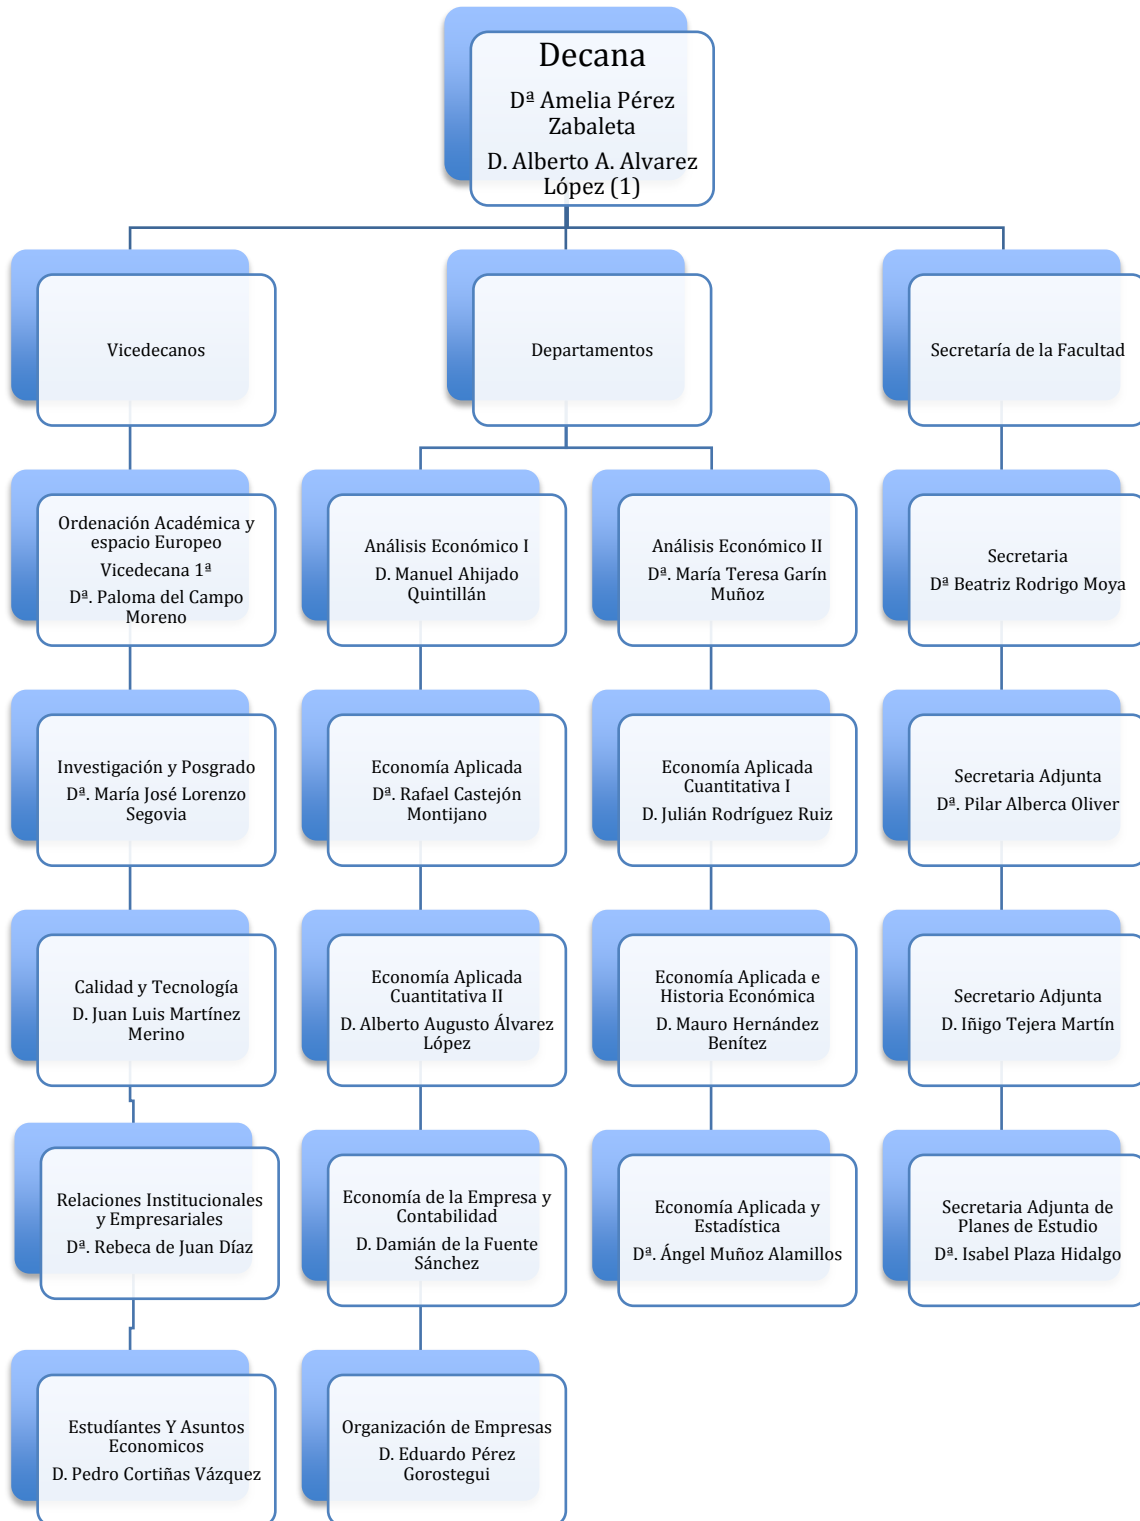 Decana
Dª Amelia Pérez
Zabaleta
D. Alberto A. Alvarez
López (1)
Vicedecanos
Departamentos
Secretaría de la Facultad
Ordenación Académica y
espacio Europeo
Vicedecana 1ª
Dª. Paloma del Campo
Moreno
Análisis Económico I
D. Manuel Ahijado
Quintillán
Análisis Económico II
Dª. María Teresa Garín
Muñoz
Secretaria
Dª Beatriz Rodrigo Moya
Investigación y Posgrado
Dª. María José Lorenzo
Segovia
Economía Aplicada
Dª. Rafael Castejón
Montijano
Economía Aplicada
Cuantitativa I
D. Julián Rodríguez Ruiz
Secretaria Adjunta
Dª. Pilar Alberca Oliver
Calidad y Tecnología
D. Juan Luis Martínez
Merino
Economía Aplicada
Cuantitativa II
D. Alberto Augusto Álvarez
López
Economía Aplicada e
Historia Económica
D. Mauro Hernández
Benítez
Secretario Adjunta
D. Iñigo Tejera Martín
Relaciones Institucionales
y Empresariales
Dª. Rebeca de Juan Díaz
Economía de la Empresa y
Contabilidad
D. Damián de la Fuente
Sánchez
Economía Aplicada y
Estadística
Dª. Ángel Muñoz Alamillos
Secretaria Adjunta de
Planes de Estudio
Dª. Isabel Plaza Hidalgo
Estudíantes Y Asuntos
Economicos
D. Pedro Cortiñas Vázquez
Organización de Empresas
D. Eduardo Pérez
Gorostegui